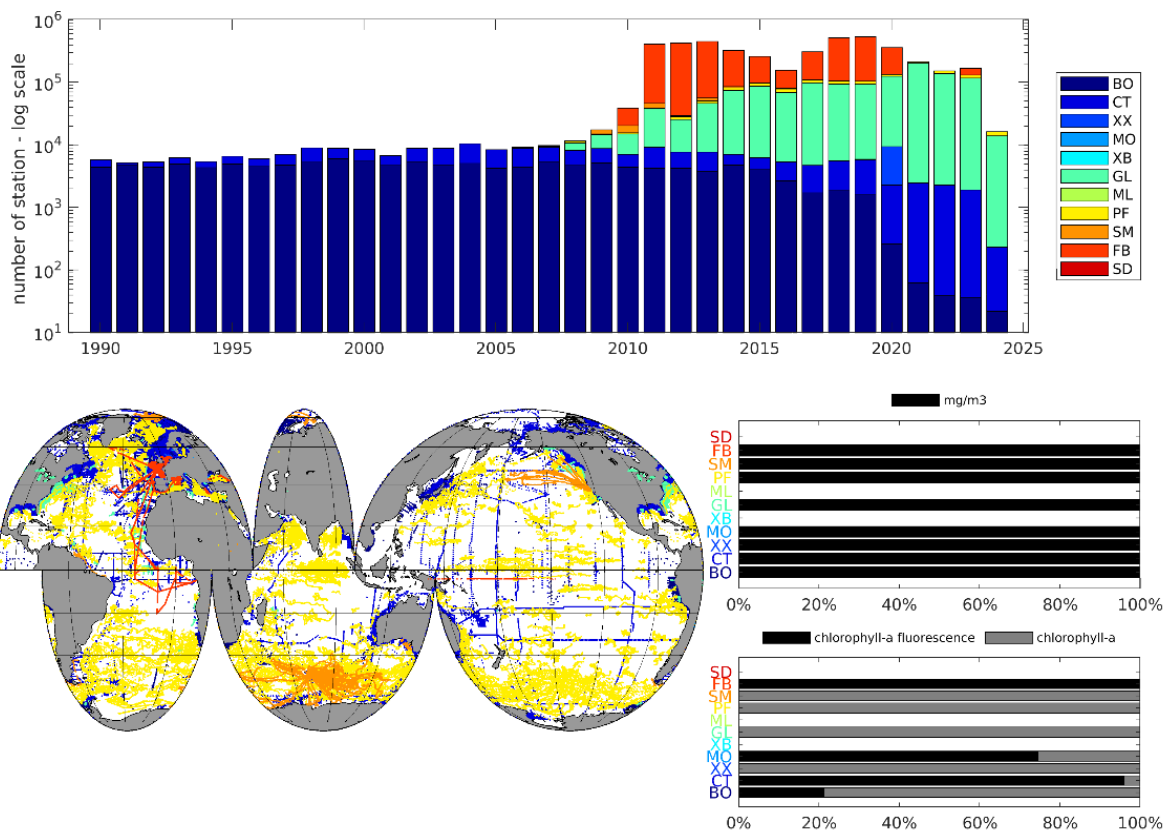 number of station - log scale
10^6
10^5
10^4
10^3
10^2
10^1
1990
1995
2000
2005
2010
2015
2020
2025
BO
CT
XX
MO
XB
GL
ML
PF
SM
FB
SD
mg/m3
SD
FB
SM
PF
ML
GL
XB
MO
XX
CT
BO
0% 20% 40% 60% 80% 100%
chlorophyll-a fluorescence chlorophyll-a
SD
FB
SM
PF
ML
GL
XB
MO
XX
CT
BO
0% 20% 40% 60% 80% 100%